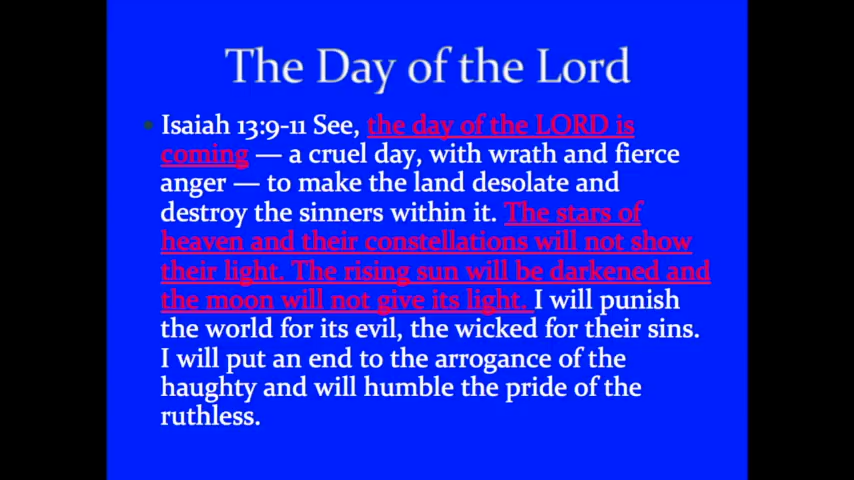 The Day of the Lord
• Isaiah 13:9-11 See, the day of the LORD is
coming — a cruel day, with wrath and fierce
anger — to make the land desolate and
destroy the sinners within it. The stars of
heaven and their constellations will not show
their light. The rising sun will be darkened and
the moon will not give its light. I will punish
the world for its evil, the wicked for their sins.
I will put an end to the arrogance of the
haughty and will humble the pride of the
ruthless.